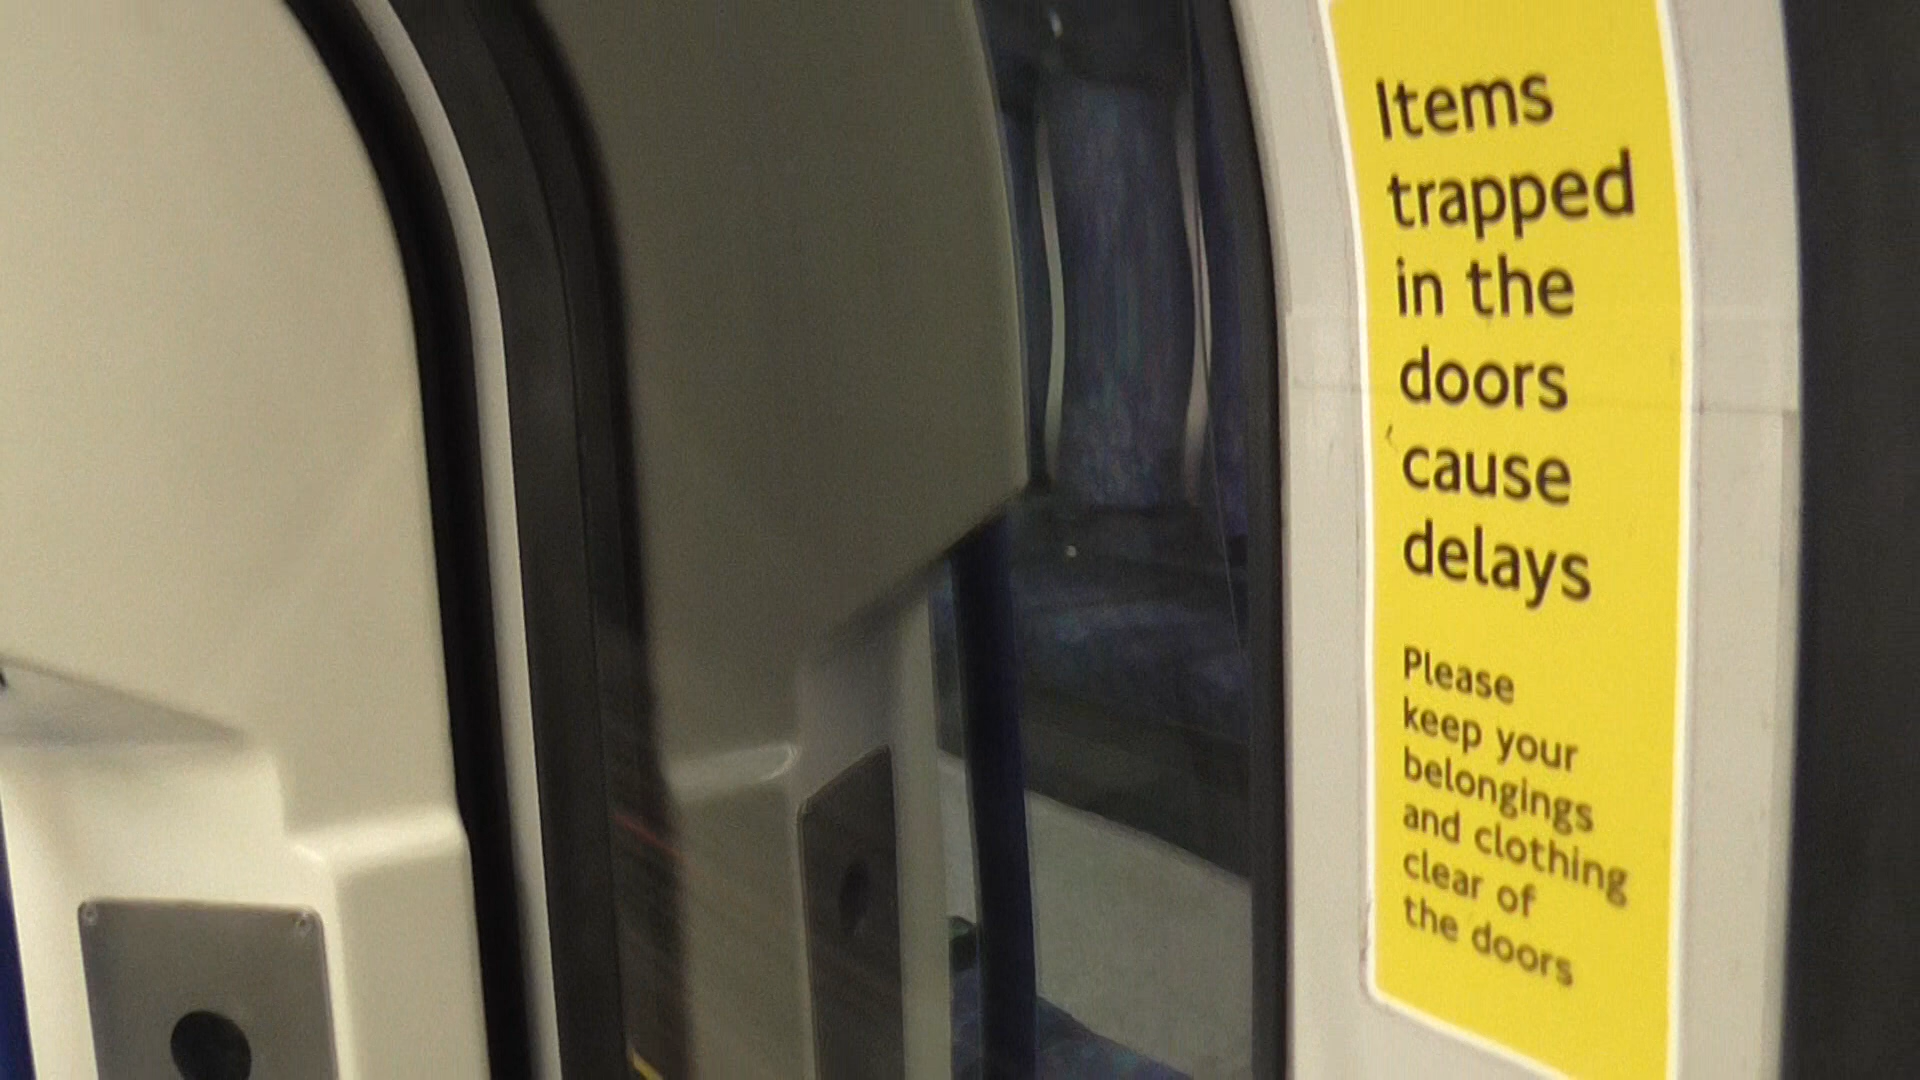 Items
trapped
in the
doors
cause
delays
Please
keep your
belongings
and clothing
clear of
the doors